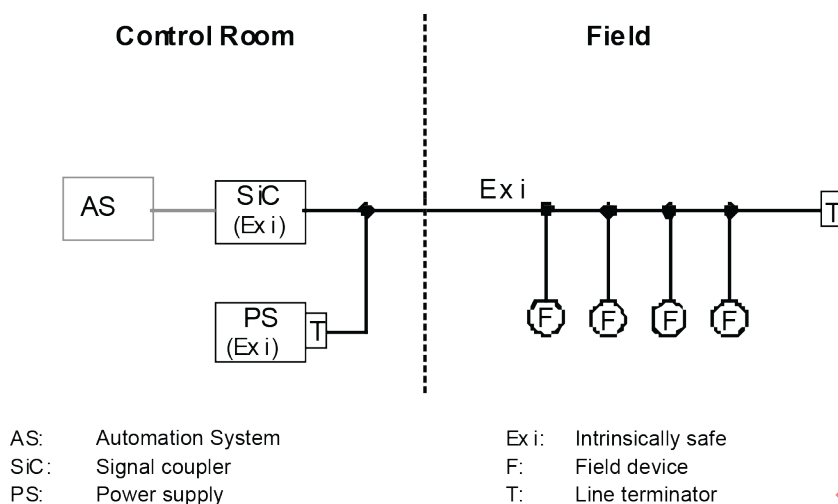 Control Room
Field
AS
SiC
(Ex i)
Ex i
T
PS
(Ex i)
T
F
F
F
F
AS: Automation System
SiC: Signal coupler
PS: Power supply
Ex i: Intrinsically safe
F: Field device
T: Line terminator